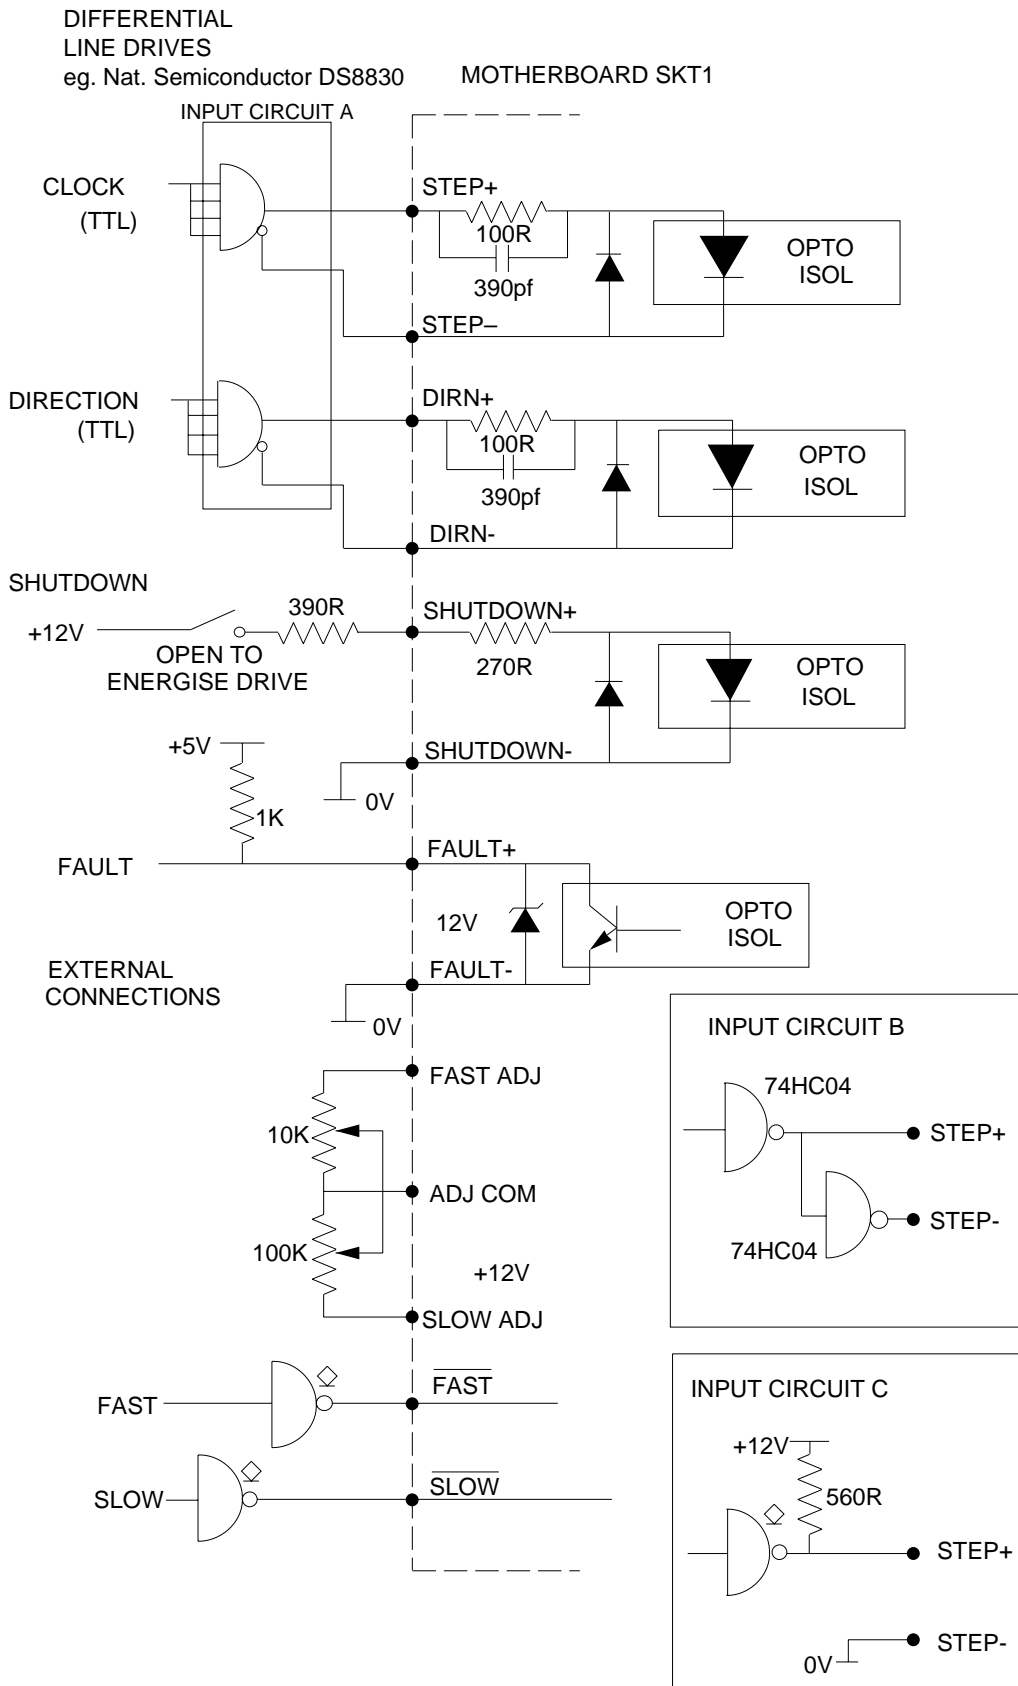 DIFFERENTIAL
LINE DRIVES
eg. Nat. Semiconductor DS8830
MOTHERBOARD SKT1
INPUT CIRCUIT A
CLOCK
(TTL)
STEP+
100R
390pf
OPTO
ISOL
STEP–
DIRECTION
(TTL)
DIRN+
100R
390pf
OPTO
ISOL
DIRN-
SHUTDOWN
+12V
390R
OPEN TO
ENERGISE DRIVE
SHUTDOWN+
270R
OPTO
ISOL
SHUTDOWN-
+5V
0V
1K
FAULT
FAULT+
12V
OPTO
ISOL
FAULT-
EXTERNAL
CONNECTIONS
0V
FAST ADJ
10K
ADJ COM
100K
+12V
SLOW ADJ
FAST
FAST
SLOW
SLOW
INPUT CIRCUIT B
74HC04
STEP+
STEP-
74HC04
INPUT CIRCUIT C
+12V
560R
STEP+
STEP-
0V